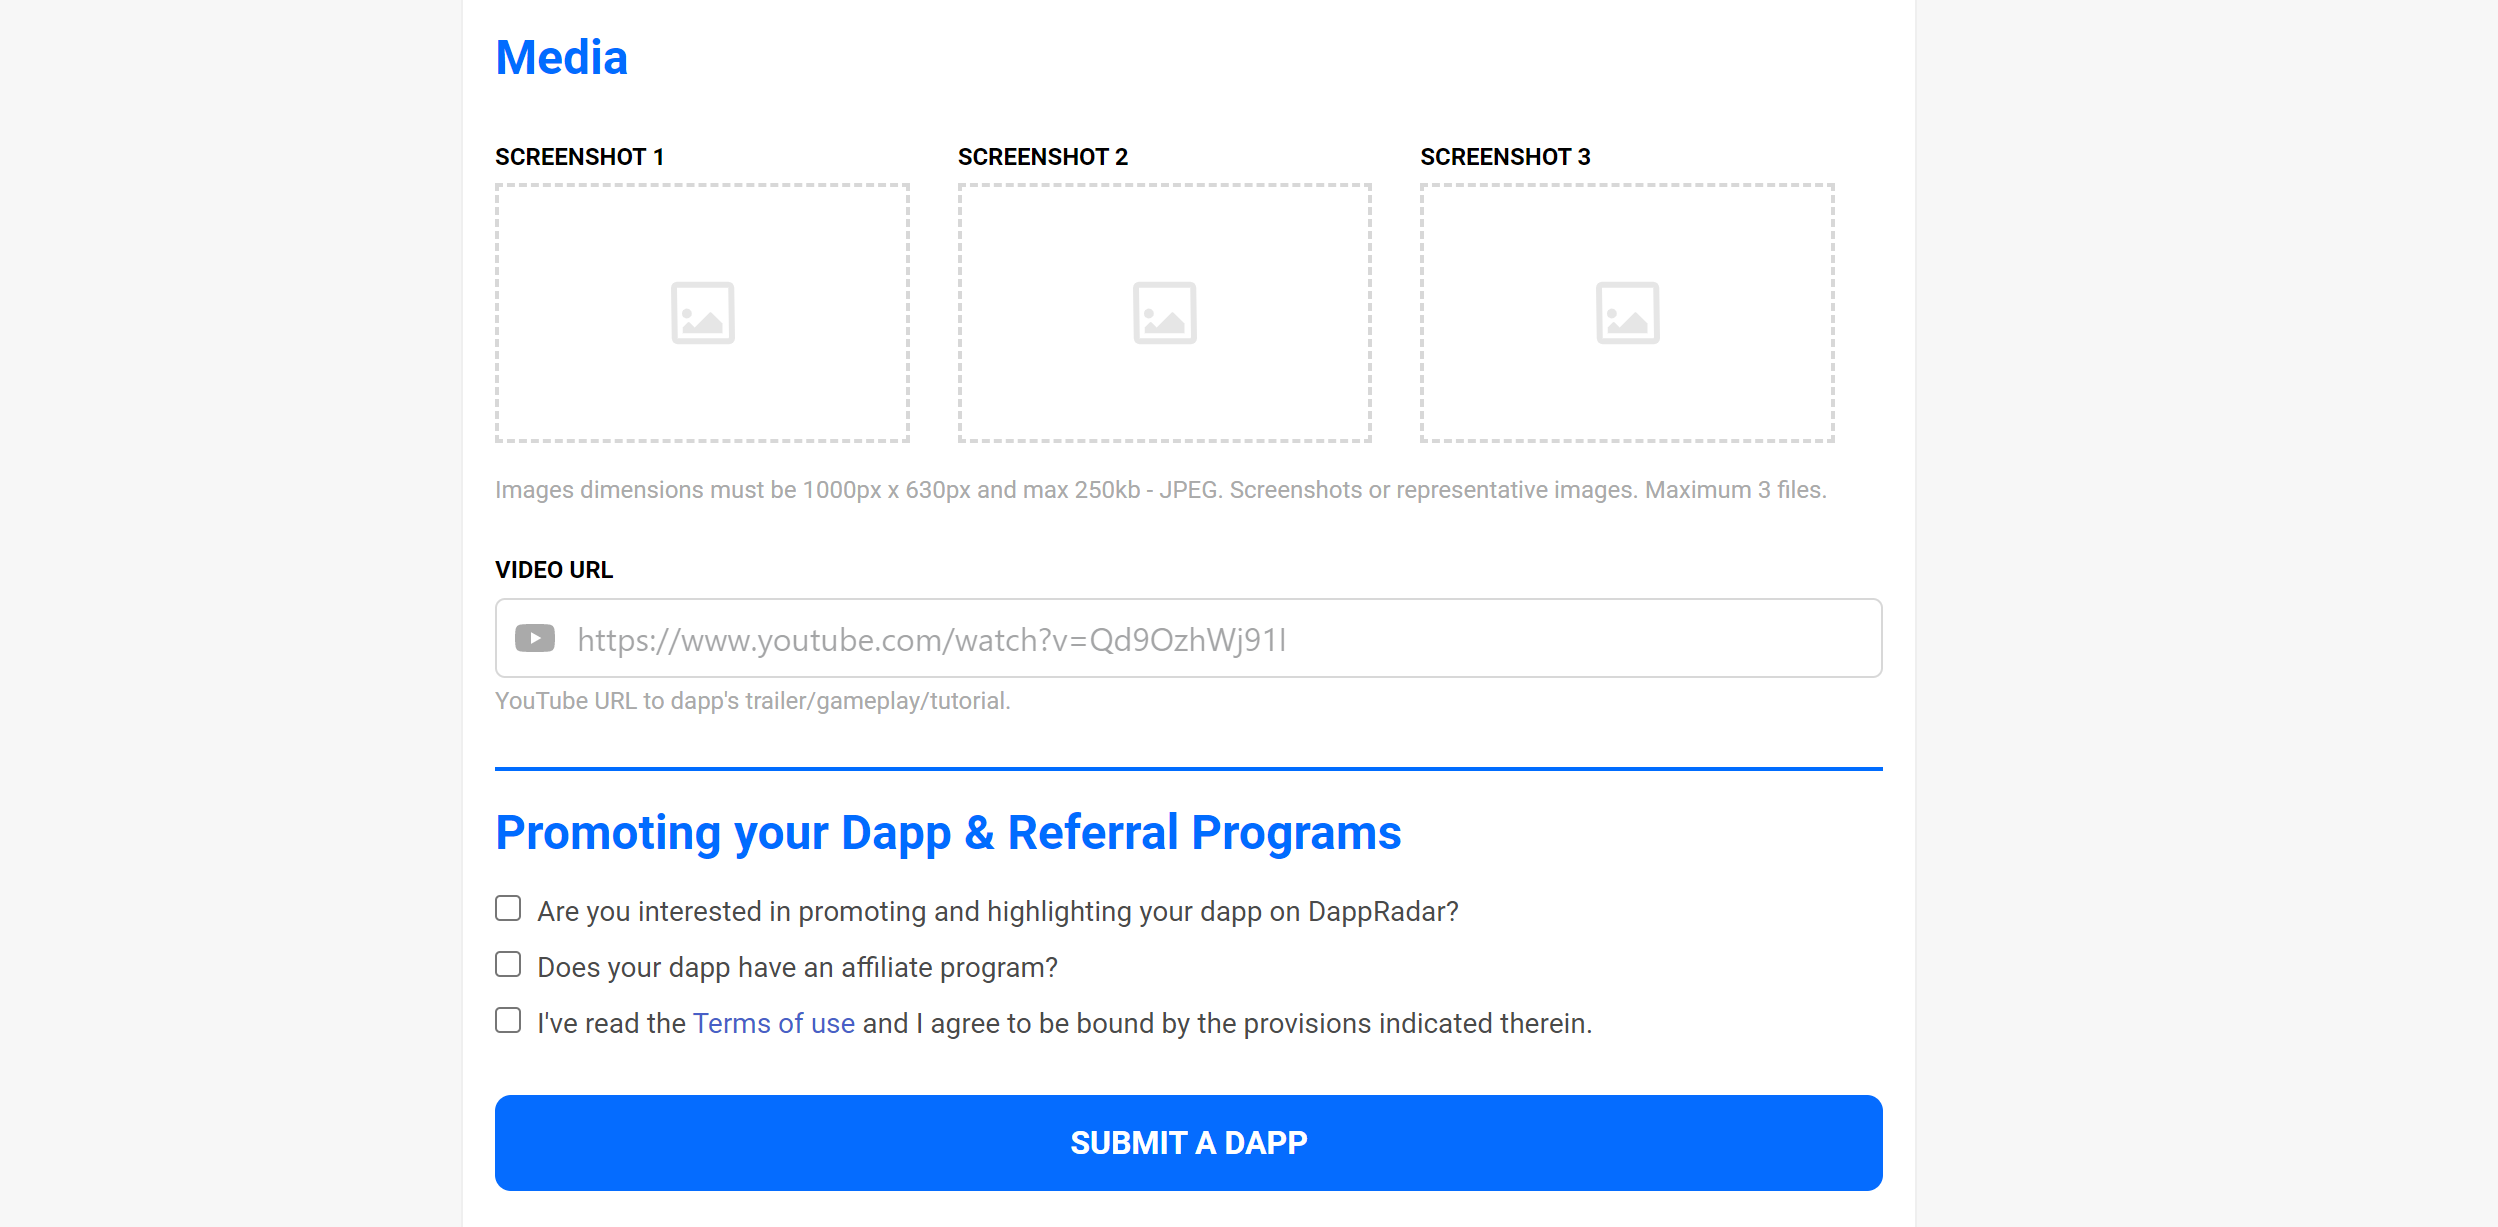 Media
SCREENSHOT 1
SCREENSHOT 2
SCREENSHOT 3
Images dimensions must be 1000px x 630px and max 250kb - JPEG. Screenshots or representative images. Maximum 3 files.
VIDEO URL
https://www.youtube.com/watch?v=Qd9OzhWj91I
YouTube URL to dapp's trailer/gameplay/tutorial.
Promoting your Dapp & Referral Programs
Are you interested in promoting and highlighting your dapp on DappRadar?
Does your dapp have an affiliate program?
I've read the Terms of use and I agree to be bound by the provisions indicated therein.
SUBMIT A DAPP